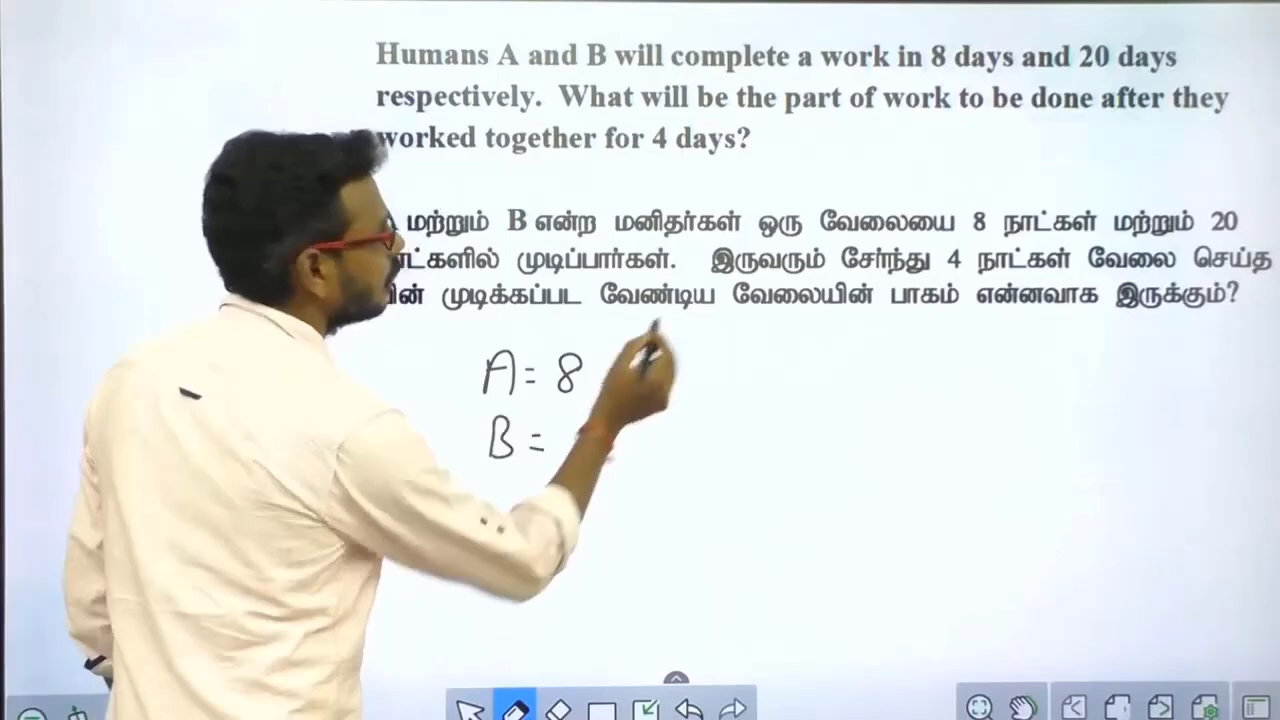 Humans A and B will complete a work in 8 days and 20 days
respectively. What will be the part of work to be done after they
worked together for 4 days?
மற்றும் B என்ற மனிதர்கள் ஒரு வேலையை 8 நாட்கள் மற்றும் 20
முடிப்பார்கள். இருவரும் சேர்ந்து 4 நாட்கள் வேலை செய்த
முடிக்கப்பட வேண்டிய வேலையின் பாகம் என்னவாக இருக்கும்?
A = 8
B =